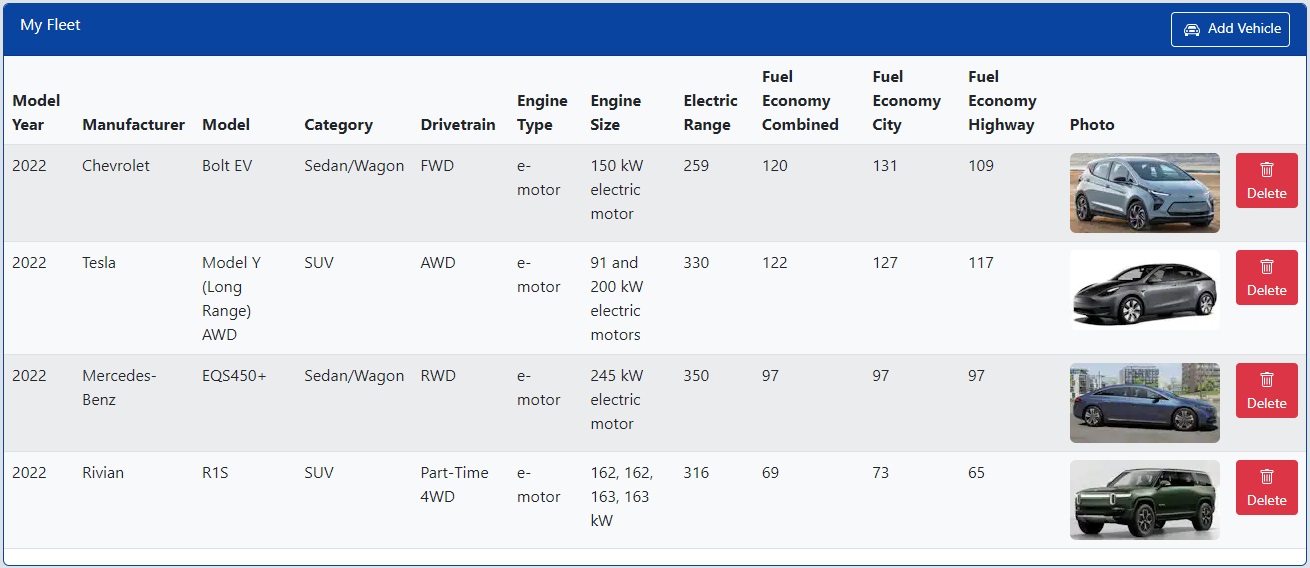 My Fleet
Add Vehicle
Model Year
Manufacturer
Model
Category
Drivetrain
Engine Type
Engine Size
Electric Range
Fuel Economy Combined
Fuel Economy City
Fuel Economy Highway
Photo
2022
Chevrolet
Bolt EV
Sedan/Wagon
FWD
e-
motor
150 kW
electric
motor
259
120
131
109
Delete
2022
Tesla
Model Y
(Long
Range)
AWD
SUV
AWD
e-
motor
91 and
200 kW
electric
motors
330
122
127
117
Delete
2022
Mercedes-
Benz
EQS450+
Sedan/Wagon
RWD
e-
motor
245 kW
electric
motor
350
97
97
97
Delete
2022
Rivian
R1S
SUV
Part-Time
4WD
e-
motor
162, 162,
163, 163
kW
316
69
73
65
Delete